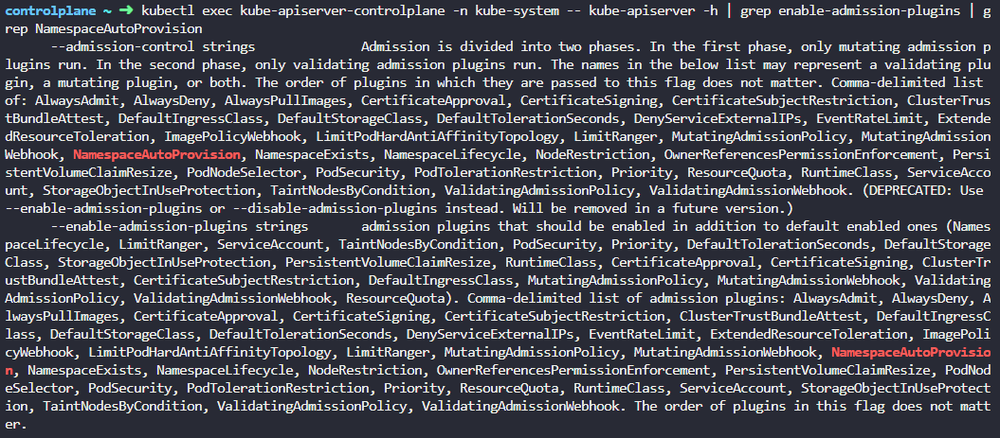 controlplane ~ ➜ kubectl exec kube-apiserver-controlplane -n kube-system -- kube-apiserver -h | grep enable-admission-plugins | g
rep NamespaceAutoProvision
      --admission-control strings                Admission is divided into two phases. In the first phase, only mutating admission p
lugins run. In the second phase, only validating admission plugins run. The names in the below list may represent a validating plu
gin, a mutating plugin, or both. The order of plugins in which they are passed to this flag does not matter. Comma-delimited list
of: AlwaysAdmit, AlwaysDeny, AlwaysPullImages, CertificateApproval, CertificateSigning, CertificateSubjectRestriction, ClusterTrus
tBundleAttest, DefaultIngressClass, DefaultStorageClass, DefaultTolerationSeconds, DenyServiceExternalIPs, EventRateLimit, Extende
dResourceToleration, ImagePolicyWebhook, LimitPodHardAntiAffinityTopology, LimitRanger, MutatingAdmissionPolicy, MutatingAdmission
Webhook, NamespaceAutoProvision, NamespaceExists, NamespaceLifecycle, NodeRestriction, OwnerReferencesPermissionEnforcement, Persi
stentVolumeClaimResize, PodNodeSelector, PodSecurity, PodTolerationRestriction, Priority, ResourceQuota, RuntimeClass, ServiceAcco
unt, StorageObjectInUseProtection, TaintNodesByCondition, ValidatingAdmissionPolicy, ValidatingAdmissionWebhook. (DEPRECATED: Use
--enable-admission-plugins or --disable-admission-plugins instead. Will be removed in a future version.)
      --enable-admission-plugins strings       admission plugins that should be enabled in addition to default enabled ones (Names
paceLifecycle, LimitRanger, ServiceAccount, TaintNodesByCondition, PodSecurity, Priority, DefaultTolerationSeconds, DefaultStorage
Class, StorageObjectInUseProtection, PersistentVolumeClaimResize, RuntimeClass, CertificateApproval, CertificateSigning, ClusterTr
ustBundleAttest, CertificateSubjectRestriction, DefaultIngressClass, MutatingAdmissionPolicy, MutatingAdmissionWebhook, Validating
AdmissionPolicy, ValidatingAdmissionWebhook, ResourceQuota). Comma-delimited list of admission plugins: AlwaysAdmit, AlwaysDeny, A
lwaysPullImages, CertificateApproval, CertificateSigning, CertificateSubjectRestriction, ClusterTrustBundleAttest, DefaultIngressC
lass, DefaultStorageClass, DefaultTolerationSeconds, DenyServiceExternalIPs, EventRateLimit, ExtendedResourceToleration, ImagePoli
cyWebhook, LimitPodHardAntiAffinityTopology, LimitRanger, MutatingAdmissionPolicy, MutatingAdmissionWebhook, NamespaceAutoProvisio
n, NamespaceExists, NamespaceLifecycle, NodeRestriction, OwnerReferencesPermissionEnforcement, PersistentVolumeClaimResize, PodNod
eSelector, PodSecurity, PodTolerationRestriction, Priority, ResourceQuota, RuntimeClass, ServiceAccount, StorageObjectInUseProtect
ion, TaintNodesByCondition, ValidatingAdmissionPolicy, ValidatingAdmissionWebhook. The order of plugins in this flag does not matt
er.